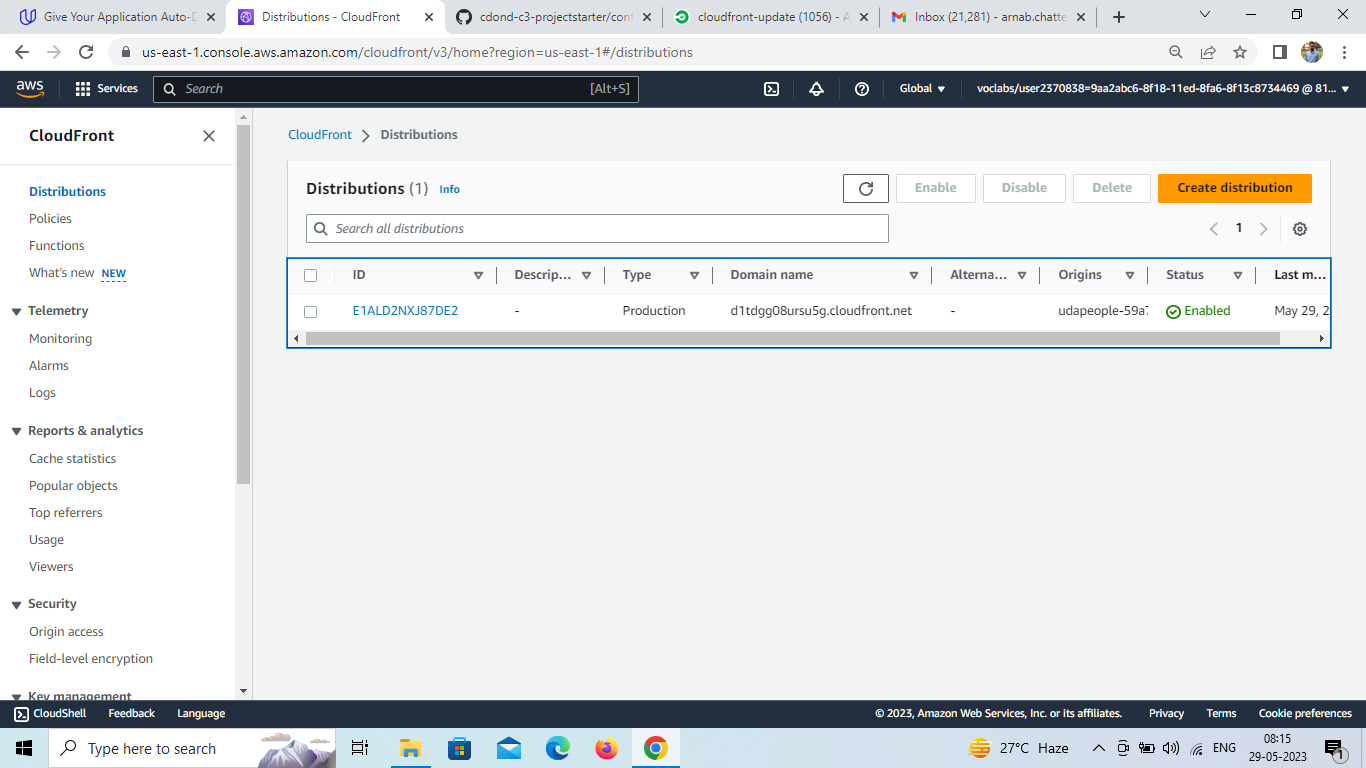 Give Your Application Auto-D
Distributions - CloudFront
cdond-c3-projectstarter/conf
cloudfront-update (1056) - A
Inbox (21,281) - arnab.chatte
us-east-1.console.aws.amazon.com/cloudfront/v3/home?region=us-east-1#/distributions
aws
Services
Search
[Alt+S]
Global
voclabs/user2370838=9aa2abc6-8f18-11ed-8fa6-8f13c8734469 @ 81...
CloudFront
Distributions
Policies
Functions
What's new NEW
Telemetry
Monitoring
Alarms
Logs
Reports & analytics
Cache statistics
Popular objects
Top referrers
Usage
Viewers
Security
Origin access
Field-level encryption
Key management
CloudFront
Distributions
Distributions (1) Info
Enable
Disable
Delete
Create distribution
Search all distributions
1
ID Descrip... Type Domain name Alterna... Origins Status Last m...
E1ALD2NXJ87DE2 - Production d1tdgg08ursu5g.cloudfront.net - udapeople-59a7 Enabled May 29, 2
CloudShell
Feedback
Language
© 2023, Amazon Web Services, Inc. or its affiliates.
Privacy
Terms
Cookie preferences
Type here to search
27°C Haze
ENG
08:15
29-05-2023
1